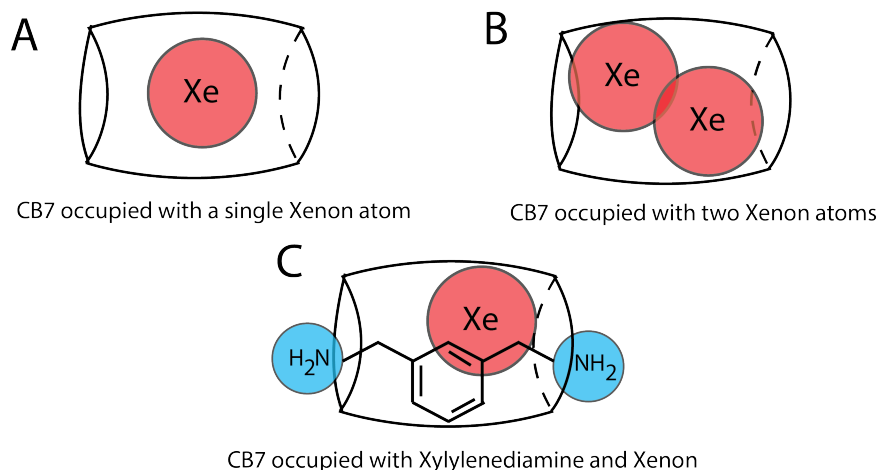 A
Xe
CB7 occupied with a single Xenon atom
B
Xe
Xe
CB7 occupied with two Xenon atoms
C
Xe
H2N
NH2
CB7 occupied with Xylylenediamine and Xenon